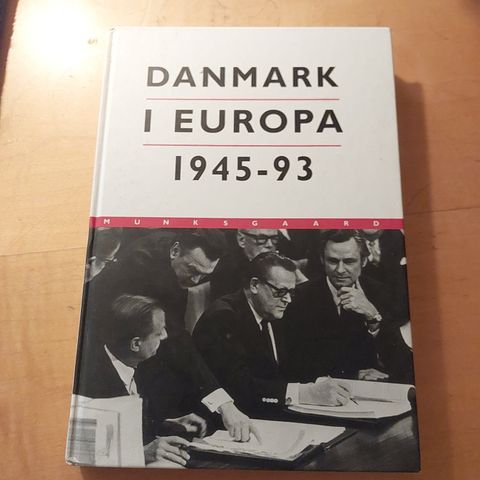 DANMARK
I EUROPA
1945-93
MUNKSGAARD